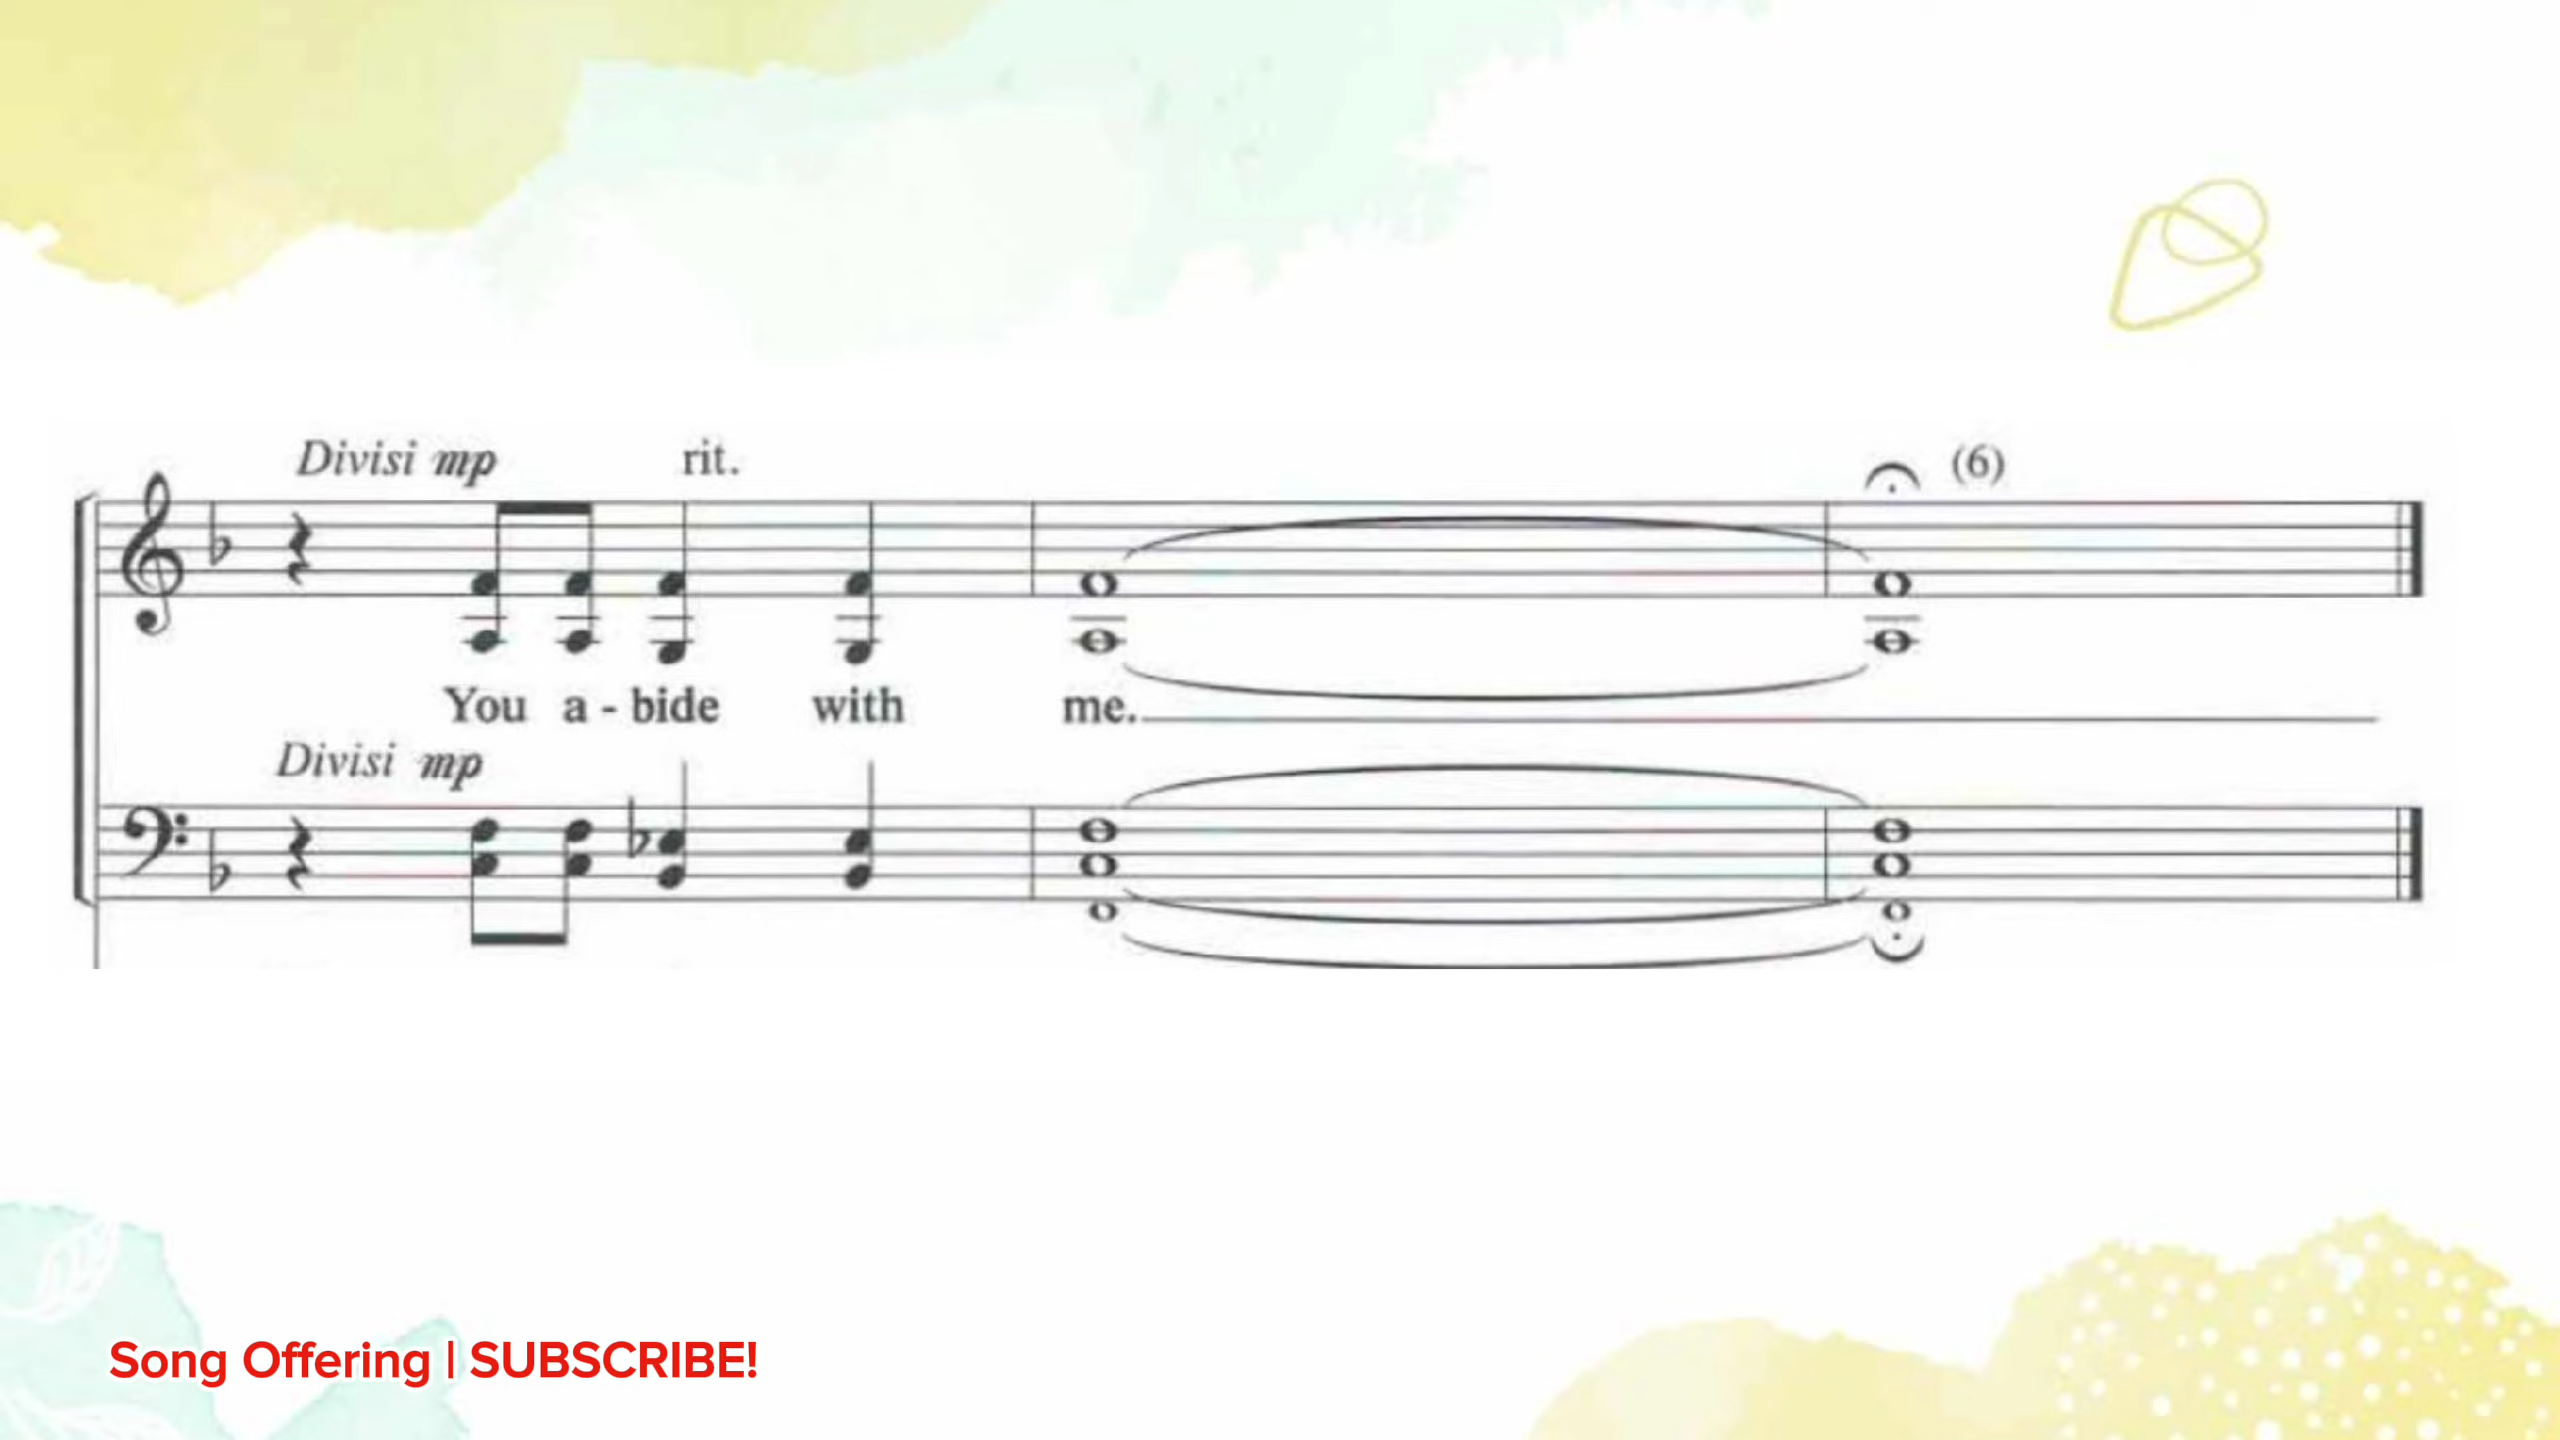 Divisi mp rit. (6)
You a - bide with me.
Divisi mp
Song Offering | SUBSCRIBE!